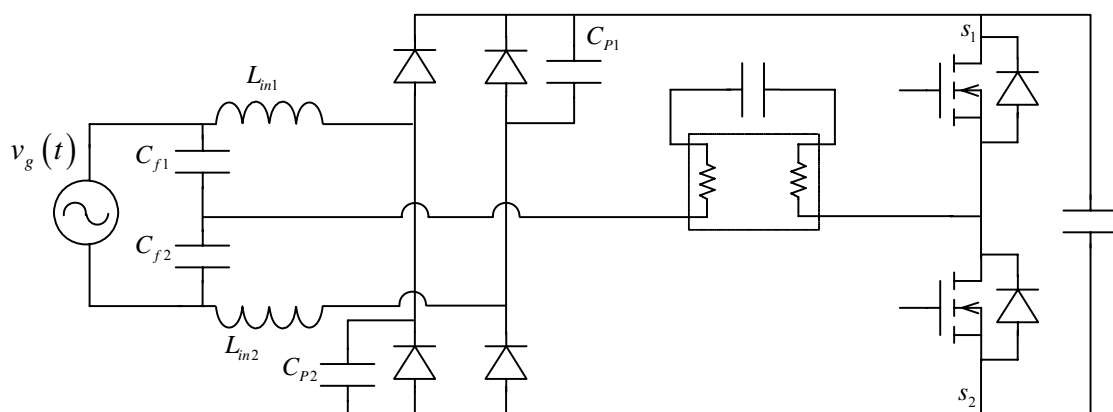 C_{P1}
s_1
L_{in1}
v_g(t)
C_{f1}
C_{f2}
L_{in2}
C_{P2}
s_2